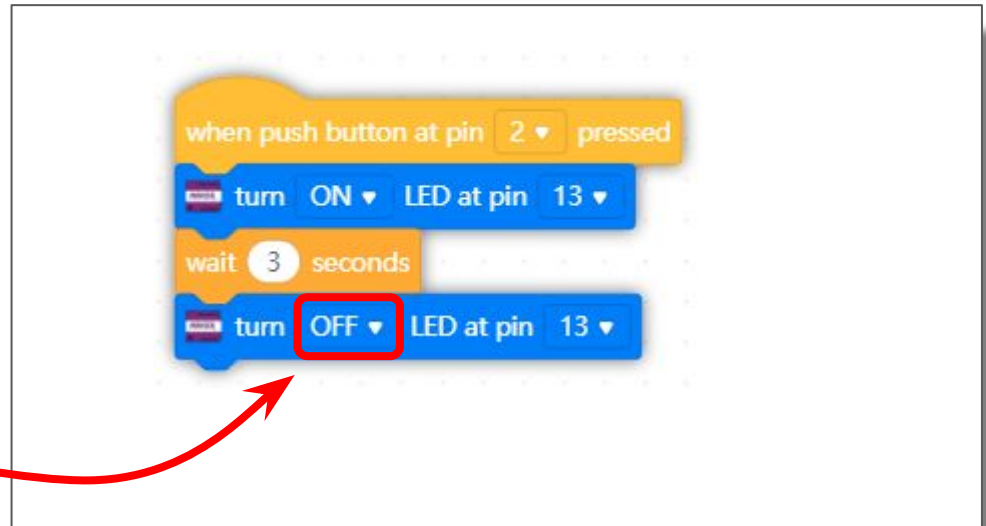 when push button at pin 2 pressed
turn ON LED at pin 13
wait 3 seconds
turn OFF LED at pin 13